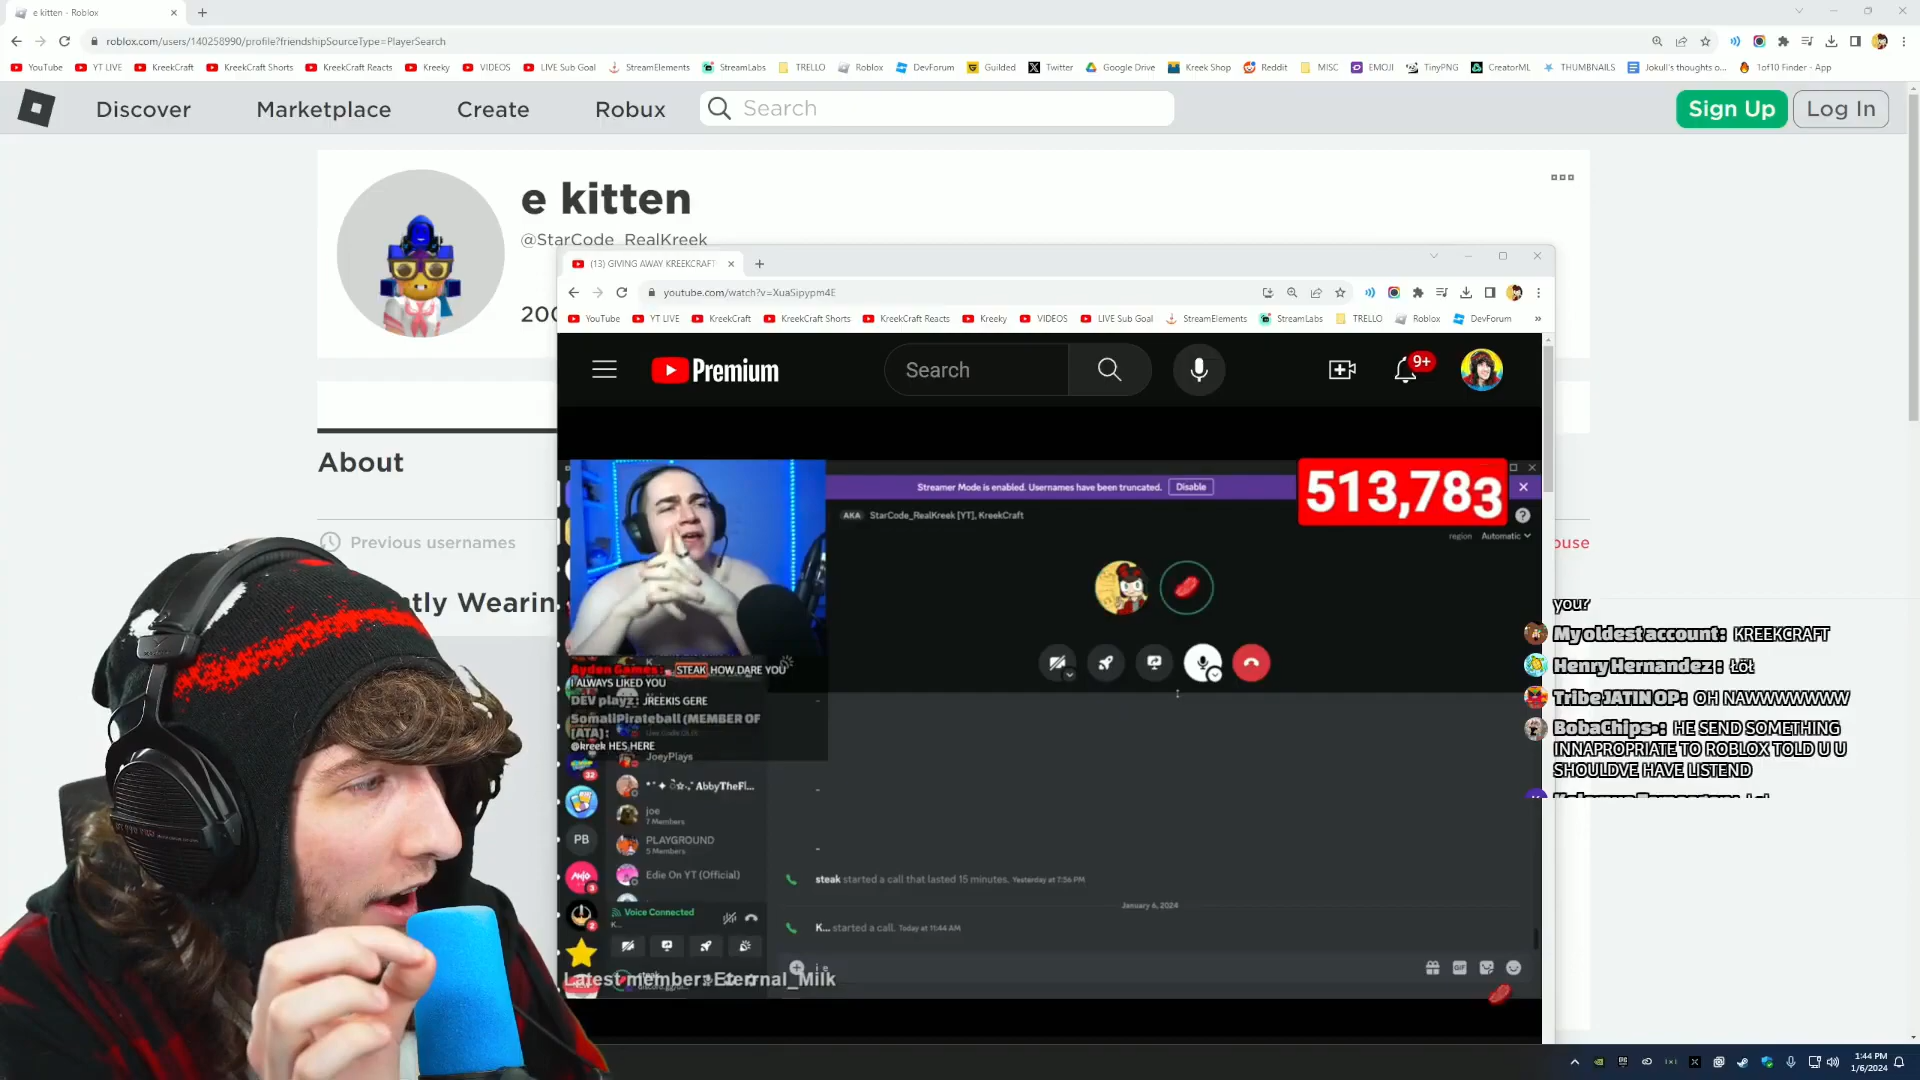 e kitten - Roblox
roblox.com/users/140258990/profile?friendshipSourceType=PlayerSearch
YouTube YT LIVE KreekCraft KreekCraft Shorts KreekCraft Reacts Kreeky VIDEOS LIVE Sub Goal StreamElements StreamLabs TRELLO Roblox DevForum Guilded Twitter Google Drive Kreek Shop Reddit MISC EMOJI TinyPNG CreatorML THUMBNAILS Jokull's thoughts o... 1of10 Finder - App
Discover Marketplace Create Robux Search Sign Up Log In
e kitten
@StarCode_RealKreek
200
(13) GIVING AWAY KREEKCRAFT
youtube.com/watch?v=XuaSipypm4E
YouTube YT LIVE KreekCraft KreekCraft Shorts KreekCraft Reacts Kreeky VIDEOS LIVE Sub Goal StreamElements StreamLabs TRELLO Roblox DevForum »
Premium Search 9+
About
Previous usernames
ouse
tly Wearin
513,783
Streamer Mode is enabled. Usernames have been truncated. Disable
AKA StarCode_RealKreek [YT], KreekCraft
region Automatic
Ayden Games: STEAK HOW DARE YOU
I ALWAYS LIKED YOU
DEV playz: JREEKIS GERE
SomaliPirateball (MEMBER OF
[ATA]:
@kreek HES HERE
JoeyPlays
AbbyTheFl...
joe
7 Members
PB
PLAYGROUND
5 Members
Edie On YT (Official)
Voice Connected
K...
steak started a call that lasted 15 minutes. Yesterday at 7:56 PM
January 6, 2024
K... started a call. Today at 11:44 AM
GIF
Latest member: Eternal_Milk
you?
My oldest account: KREEKCRAFT
Henry Hernandez: Łöł
TribeJATIN OP: OH NAWWWWWWW
BobaChips•: HE SEND SOMETHING
INNAPROPRIATE TO ROBLOX TOLD U U
SHOULDVE HAVE LISTEND
1:44 PM
1/6/2024